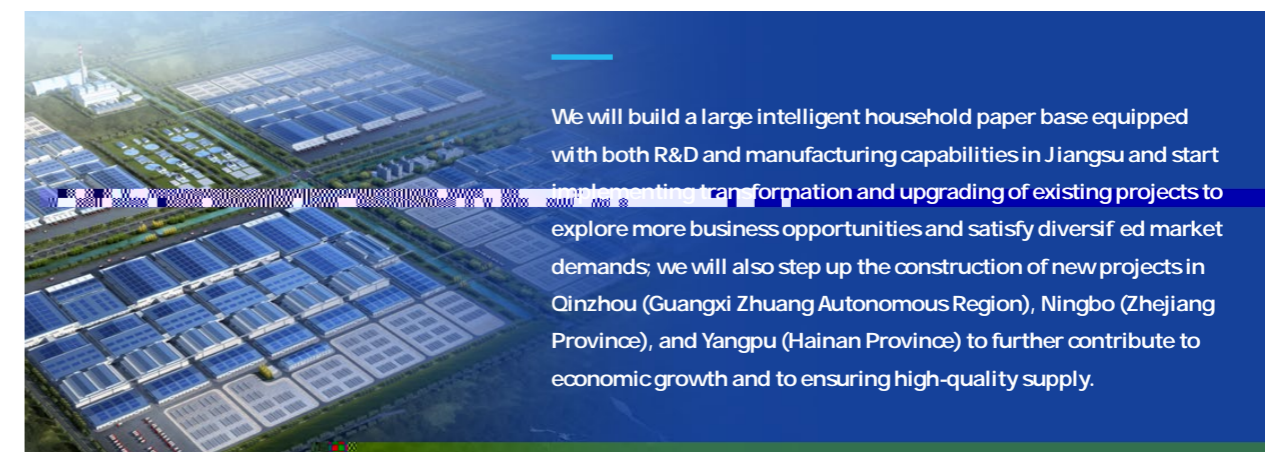 We will build a large intelligent household paper base equipped
with both R&D and manufacturing capabilities in Jiangsu and start
implementing transformation and upgrading of existing projects to
explore more business opportunities and satisfy diversif ed market
demands; we will also step up the construction of new projects in
Qinzhou (Guangxi Zhuang Autonomous Region), Ningbo (Zhejiang
Province), and Yangpu (Hainan Province) to further contribute to
economic growth and to ensuring high-quality supply.